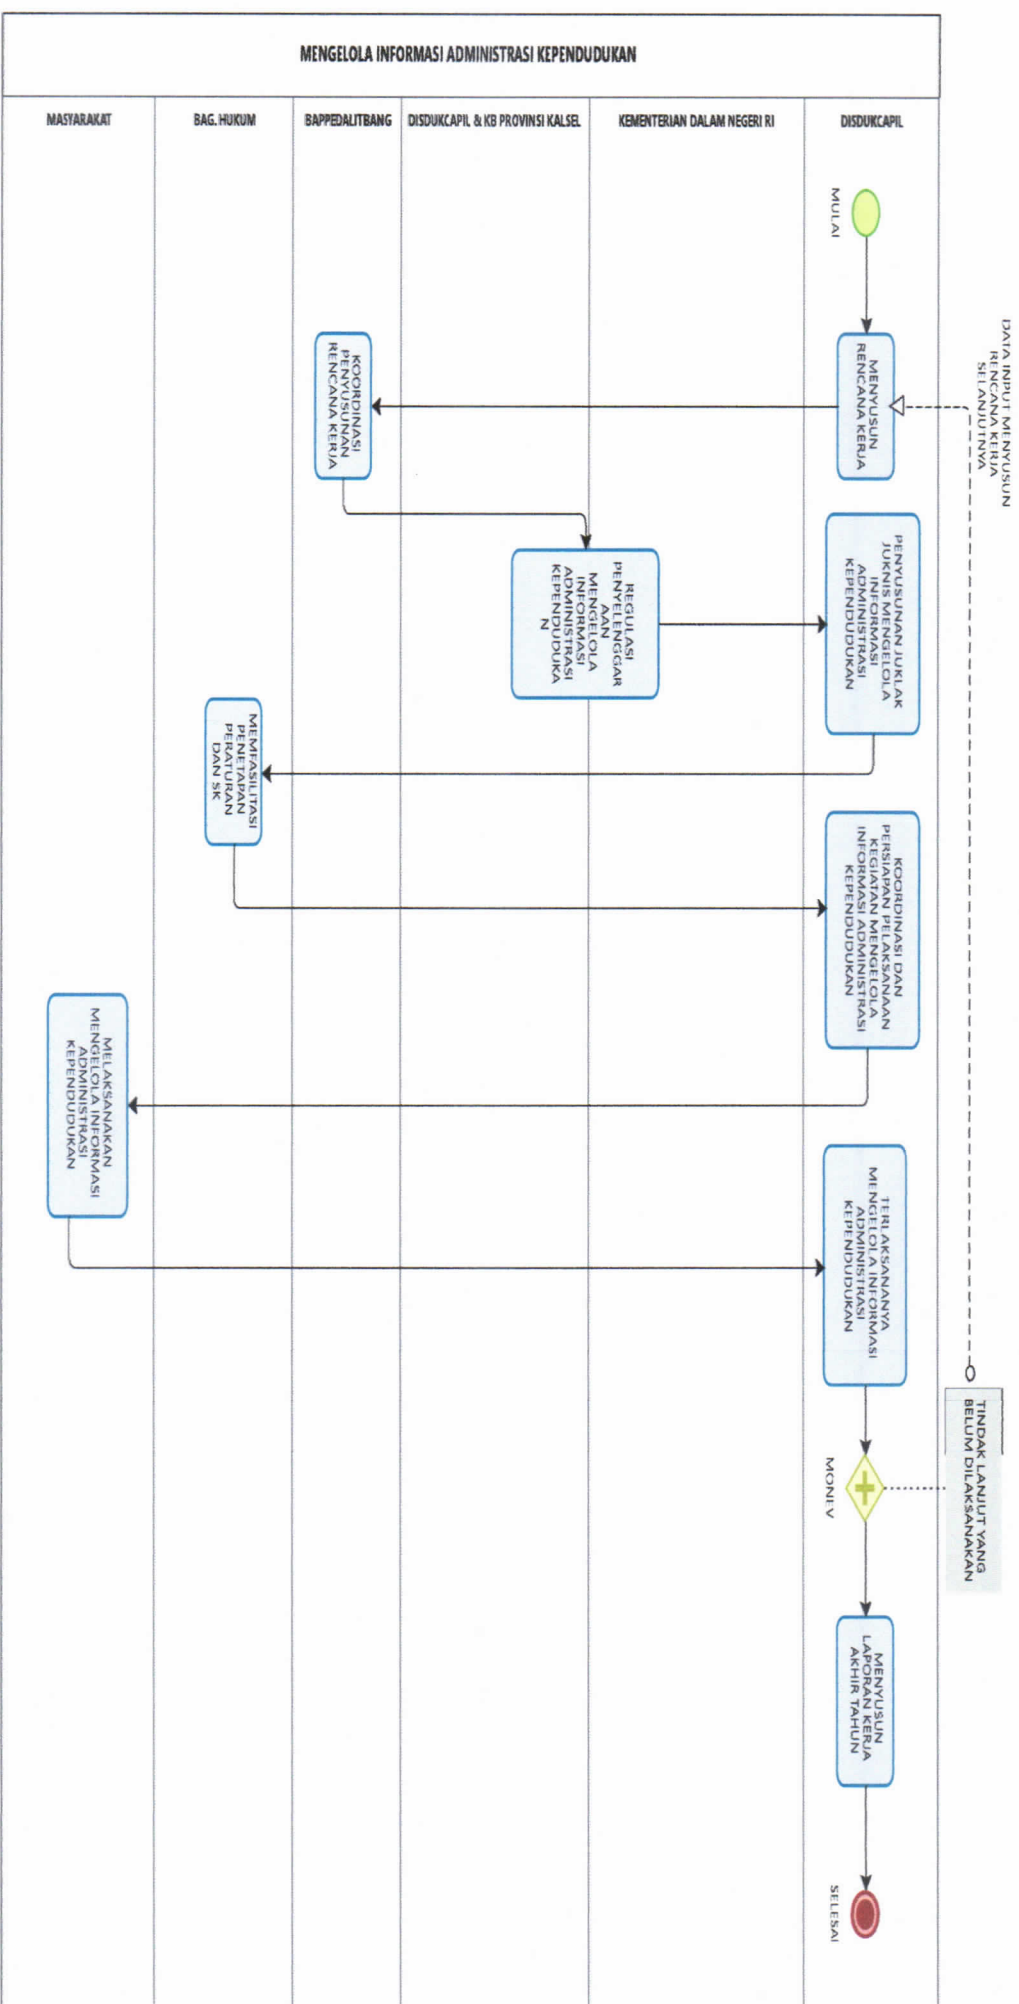 MENGELOLA INFORMASI ADMINISTRASI KEPENDUDUKAN
MASYARAKAT
BAG. HUKUM
BAPPEDALITBANG
DISDUKCAPIL & KB PROVINSI KALSEL
KEMENTERIAN DALAM NEGERI RI
DISDUKCAPIL
MULAI
DATA INPUT MENYUSUN
RENCANA KERJA
SELANJUTNYA
MENYUSUN
RENCANA KERJA
KOORDINASI
PENYUSUNAN
RENCANA KERJA
REGULASI
PENYELENGGAR
AAN
MENGELOLA
INFORMASI
ADMINISTRASI
KEPENDUDUKA
N
PENYUSUNAN JUKLAK
JUKNIS MENGELOLA
INFORMASI
ADMINISTRASI
KEPENDUDUKAN
MEMFASILITASI
PENETAPAN
PERATURAN
DAN SK
KOORDINASI DAN
PERSIAPAN PELAKSANAAN
KEGIATAN MENGELOLA
INFORMASI ADMINISTRASI
KEPENDUDUKAN
MELAKSANAKAN
MENGELOLA INFORMASI
ADMINISTRASI
KEPENDUDUKAN
TERLAKSANANYA
MENGELOLA INFORMASI
ADMINISTRASI
KEPENDUDUKAN
MONEV
TINDAK LANJUT YANG
BELUM DILAKSANAKAN
MENYUSUN
LAPORAN KERJA
AKHIR TAHUN
SELESAI